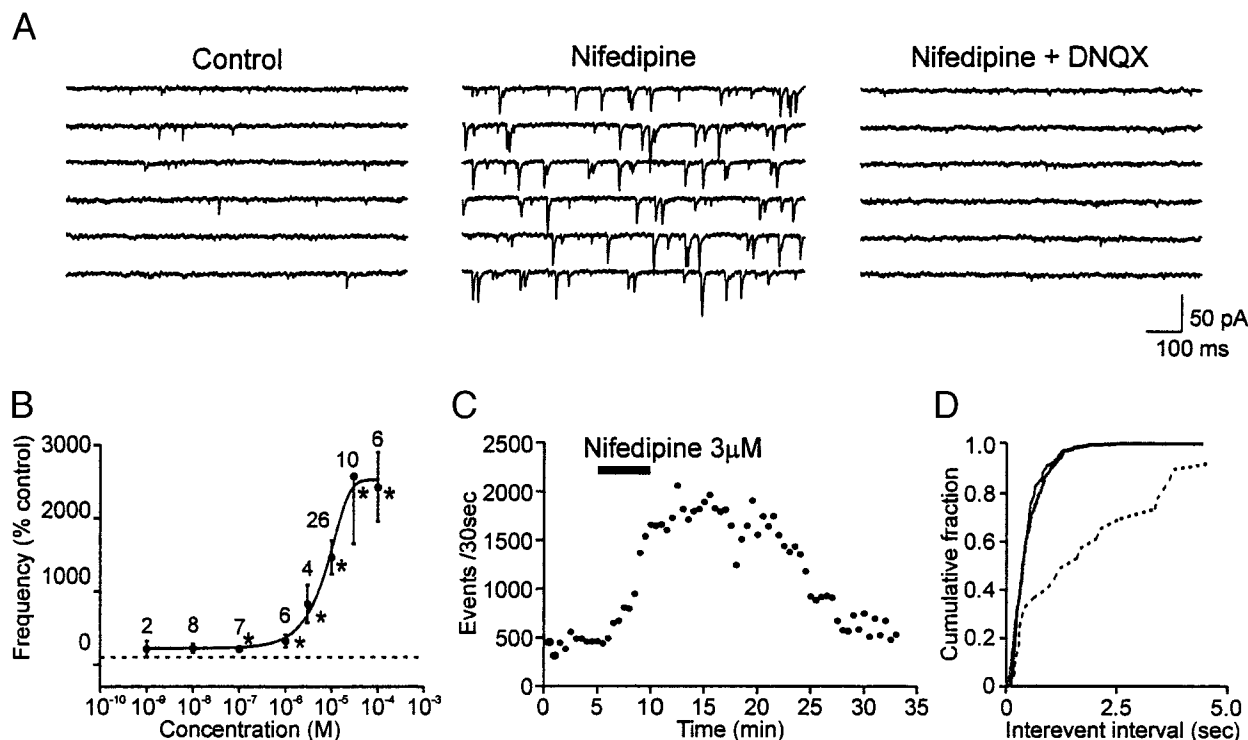 A
Control
Nifedipine
Nifedipine + DNQX
50 pA
100 ms
B
Frequency (% control)
3000
2000
1000
0
2
8
7
*
6
*
4
*
26
*
10
*
6
*
10⁻¹⁰ 10⁻⁹ 10⁻⁸ 10⁻⁷ 10⁻⁶ 10⁻⁵ 10⁻⁴ 10⁻³
Concentration (M)
C
Events /30sec
2500
2000
1500
1000
500
0
Nifedipine 3μM
0 5 10 15 20 25 30 35
Time (min)
D
Cumulative fraction
1.0
0.8
0.6
0.4
0.2
0
0 2.5 5.0
Interevent interval (sec)